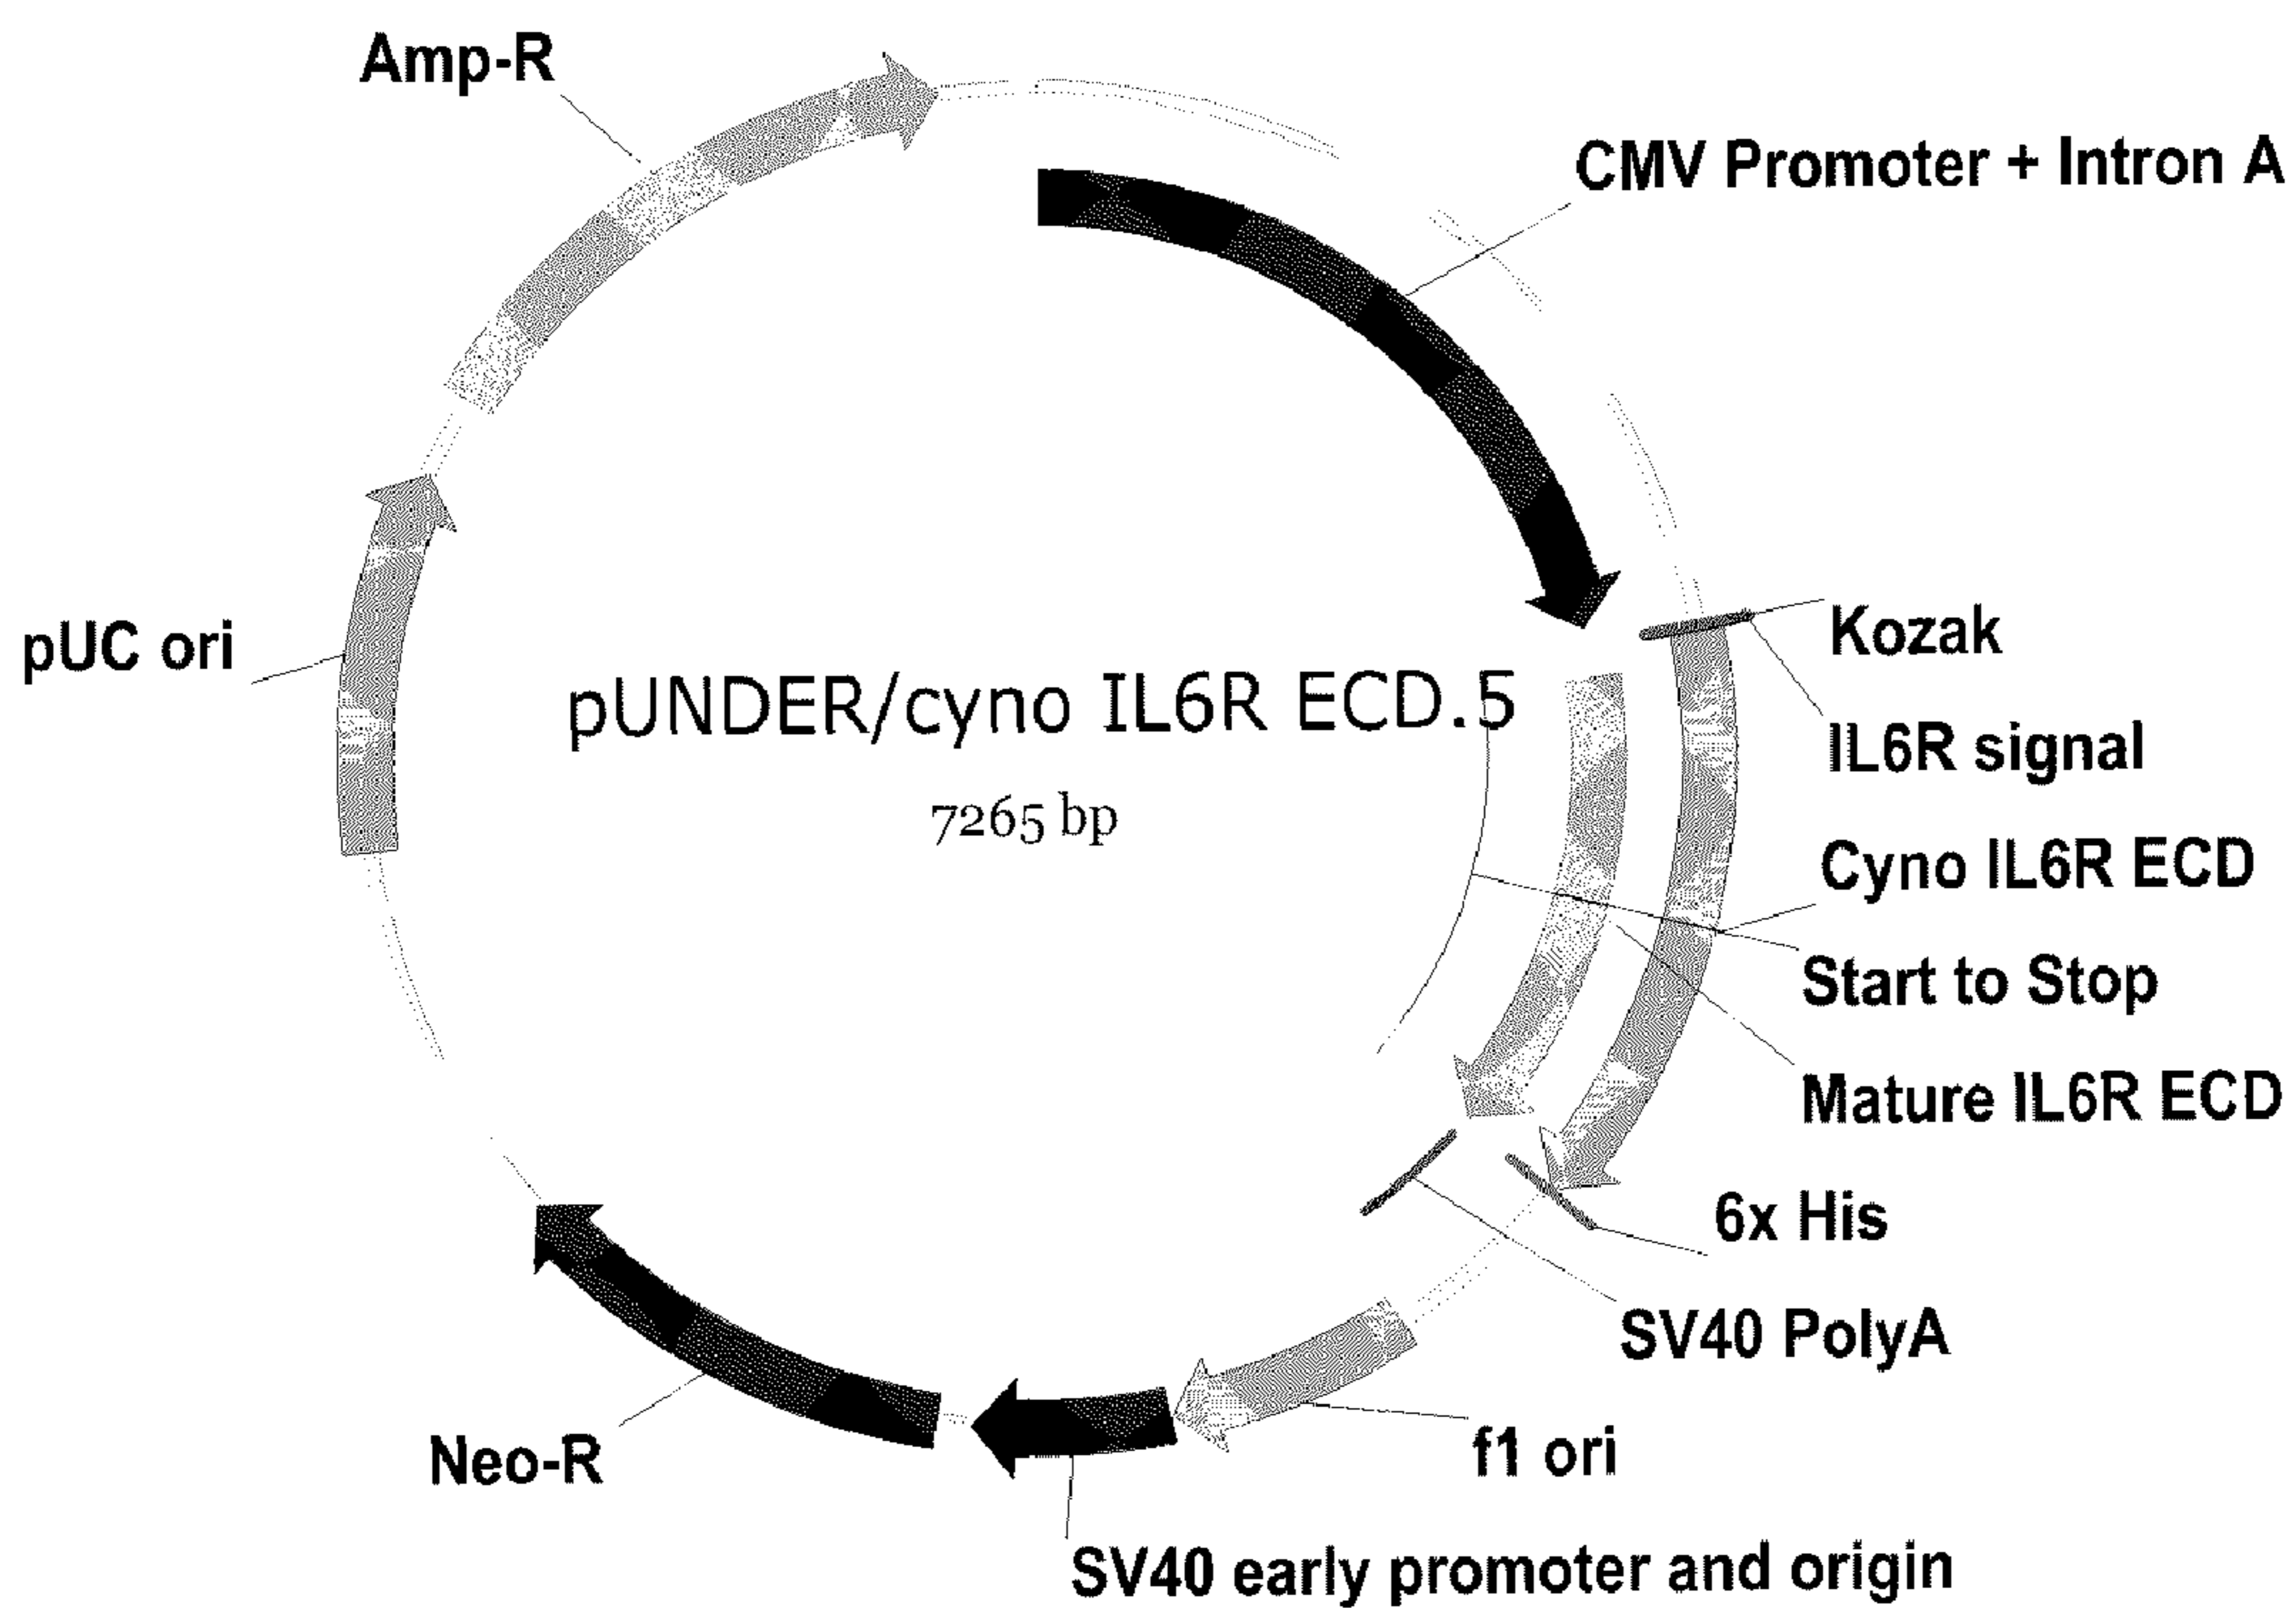 Amp-R
CMV Promoter + Intron A
Kozak
pUC ori
pUNDER/cyno IL6R ECD.5
IL6R signal
7265 bp
Cyno IL6R ECD
Start to Stop
Mature IL6R ECD
6x His
SV40 PolyA
f1 ori
Neo-R
SV40 early promoter and origin